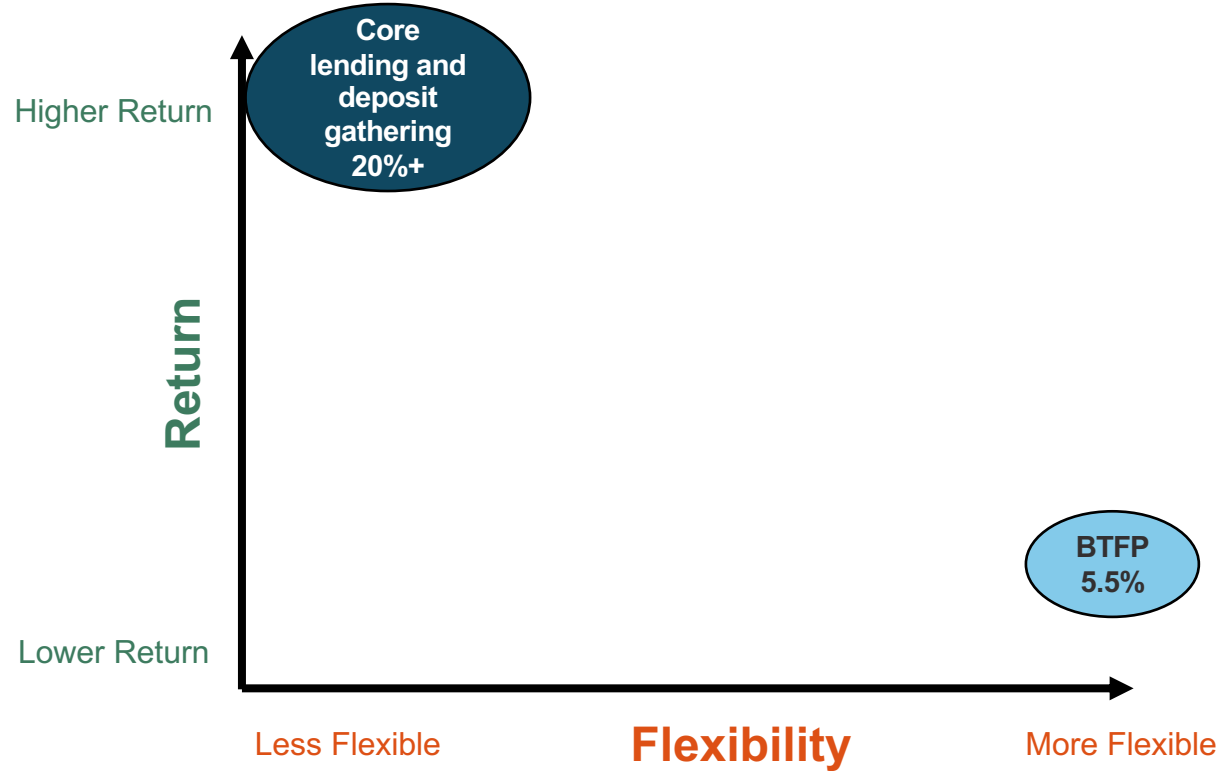 Core
lending and
deposit
gathering
20%+
Higher Return
Return
BTFP
5.5%
Lower Return
Less Flexible
Flexibility
More Flexible